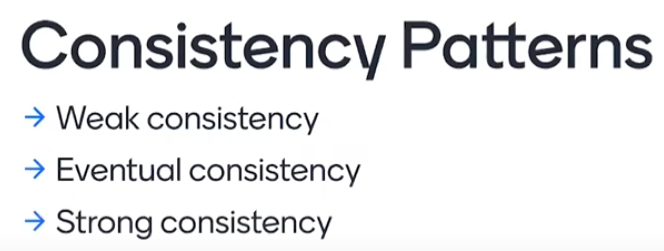 Consistency Patterns
→ Weak consistency
→ Eventual consistency
→ Strong consistency